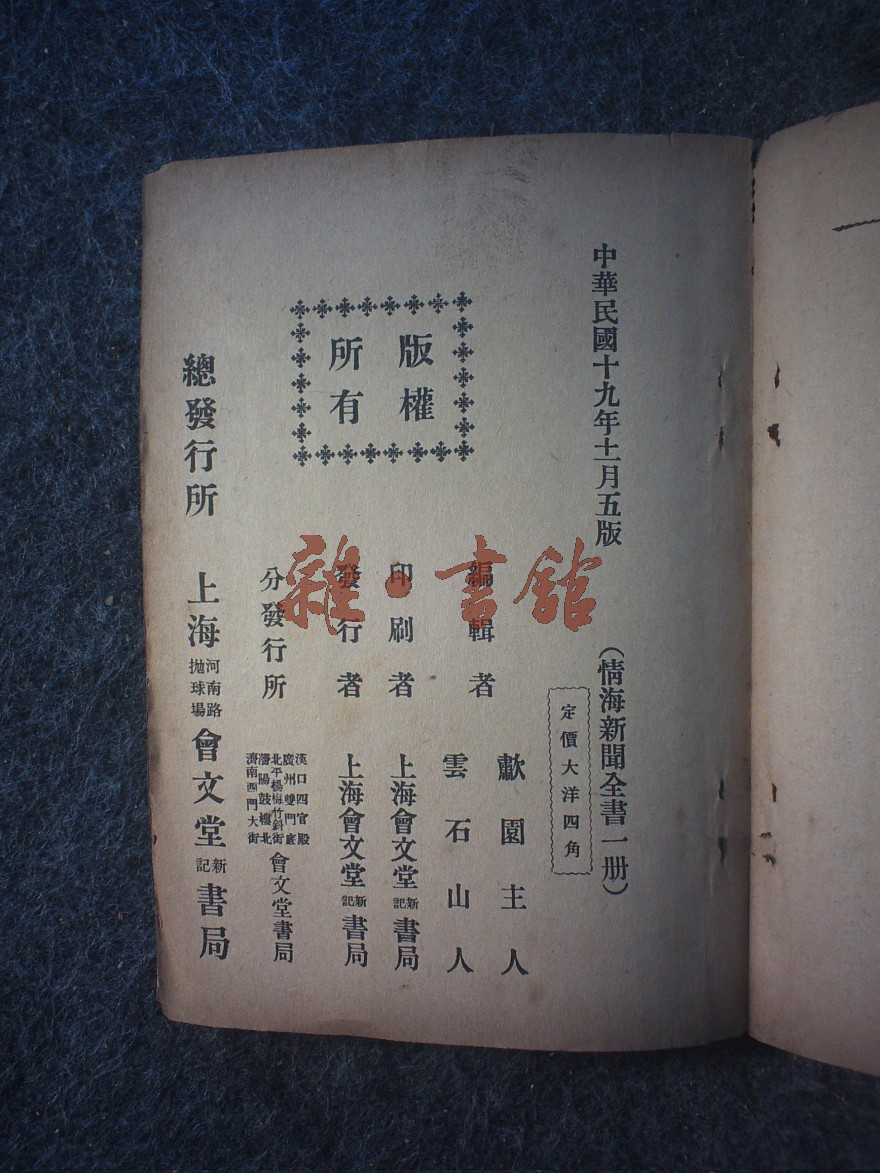 中華民國十九年十一月五版
(情海新聞全書一册)
定價大洋四角
版權
所有
編輯者
歗園主人
雲石山人
印刷者
上海會文堂新記書局
發行者
上海會文堂新記書局
分發行所
漢口四官殿
廣州雙門底
北平楊梅竹斜街
瀋陽鼓樓北
濟南西門大街
會文堂書局
總發行所
上海河南路拋球場會文堂新記書局
雜·書館